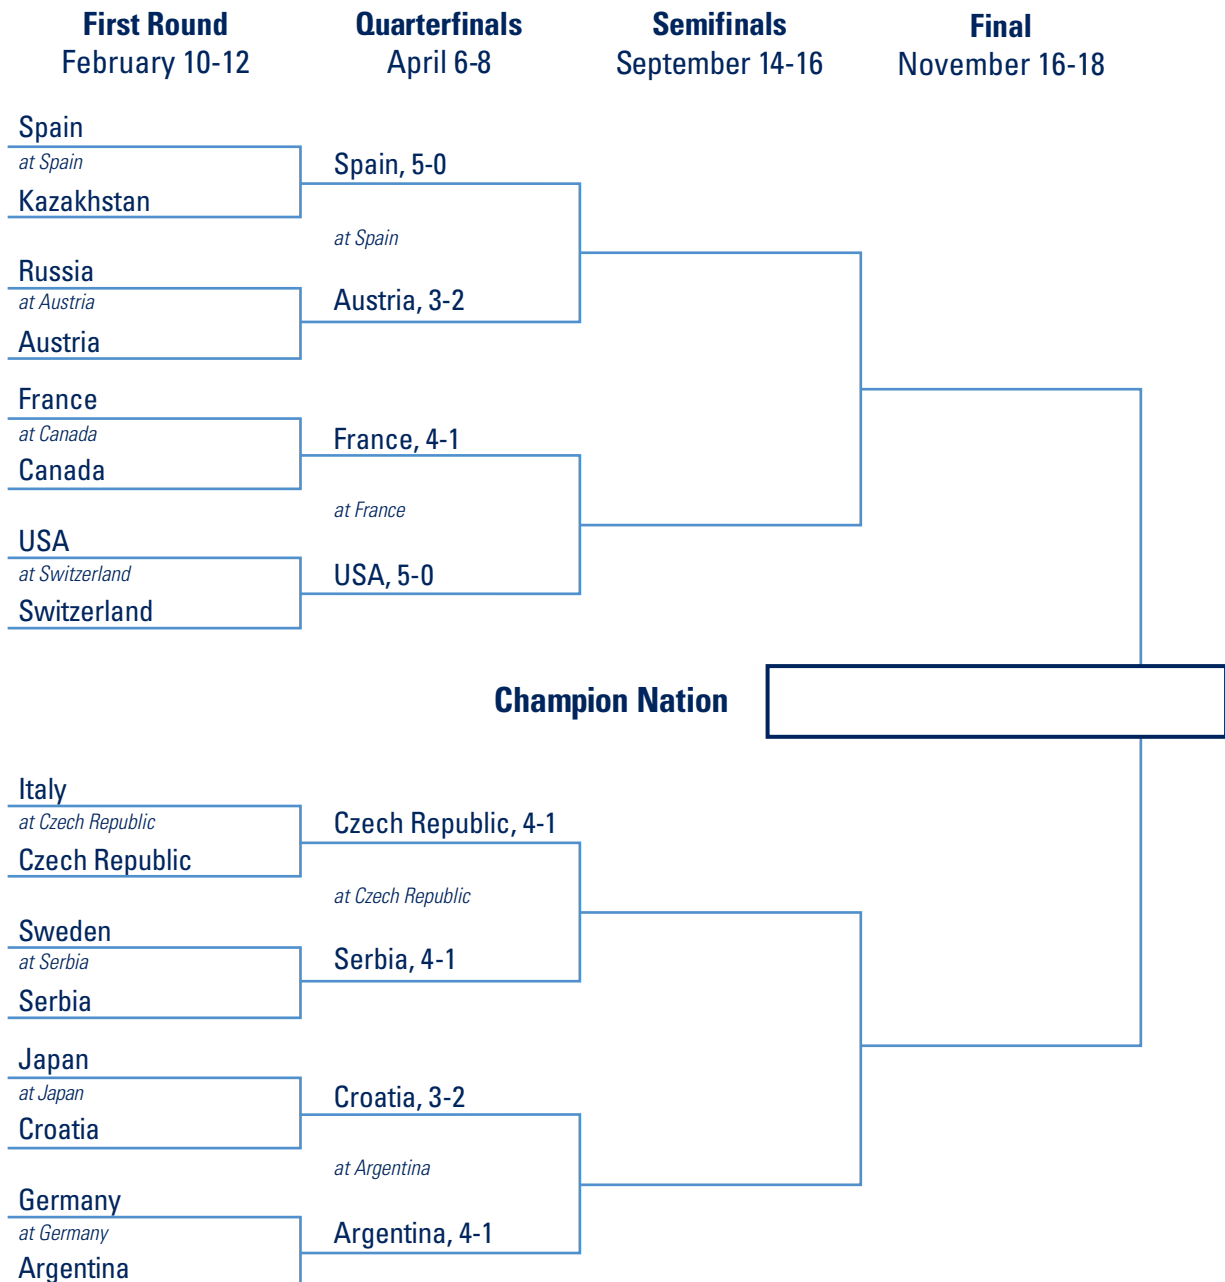 First Round
February 10-12
Quarterfinals
April 6-8
Semifinals
September 14-16
Final
November 16-18
Spain
at Spain
Kazakhstan
Spain, 5-0
at Spain
Russia
at Austria
Austria
Austria, 3-2
France
at Canada
Canada
France, 4-1
at France
USA
at Switzerland
Switzerland
USA, 5-0
Champion Nation
Italy
at Czech Republic
Czech Republic
Czech Republic, 4-1
at Czech Republic
Sweden
at Serbia
Serbia
Serbia, 4-1
Japan
at Japan
Croatia
Croatia, 3-2
at Argentina
Germany
at Germany
Argentina
Argentina, 4-1